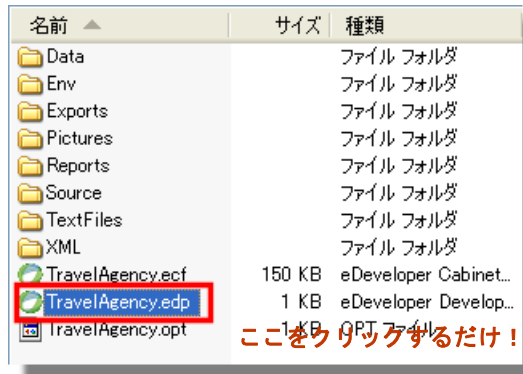 名前 サイズ 種類
Data ファイル フォルダ
Env ファイル フォルダ
Exports ファイル フォルダ
Pictures ファイル フォルダ
Reports ファイル フォルダ
Source ファイル フォルダ
TextFiles ファイル フォルダ
XML ファイル フォルダ
TravelAgency.ecf 150 KB eDeveloper Cabinet...
TravelAgency.edp 1 KB eDeveloper Develop...
TravelAgency.opt 1 KB OPT ファイル
ここをクリックするだけ！